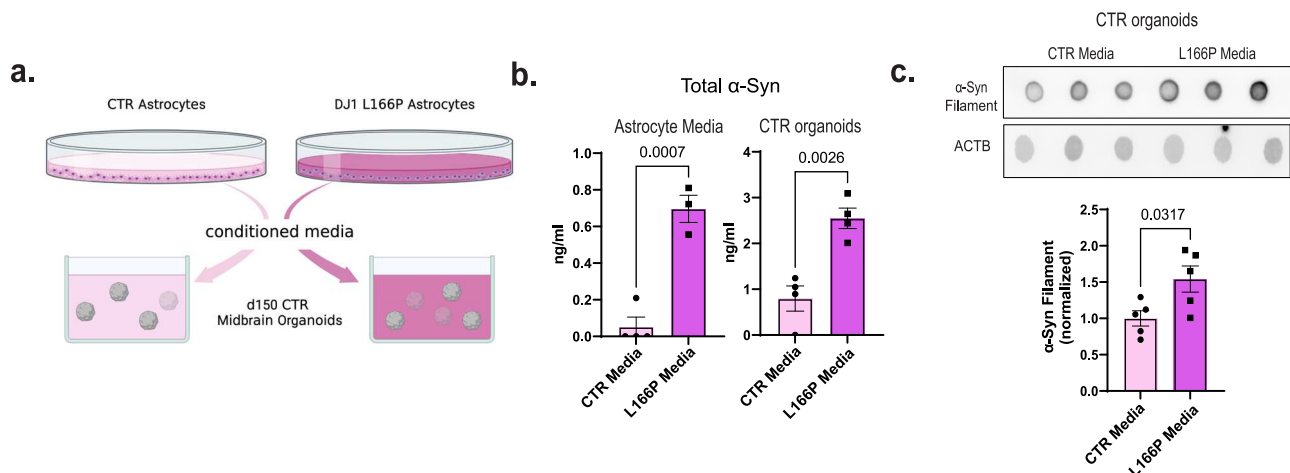 a.
CTR Astrocytes
DJ1 L166P Astrocytes
conditioned media
d150 CTR
Midbrain Organoids
b.
Total α-Syn
Astrocyte Media
CTR organoids
0.0007
0.0026
ng/ml
1.0
0.8
0.6
0.4
0.2
0.0
CTR Media
L166P Media
ng/ml
4
3
2
1
0
CTR Media
L166P Media
c.
CTR organoids
CTR Media
L166P Media
α-Syn
Filament
ACTB
0.0317
α-Syn Filament
(normalized)
2.5
2.0
1.5
1.0
0.5
0.0
CTR Media
L166P Media